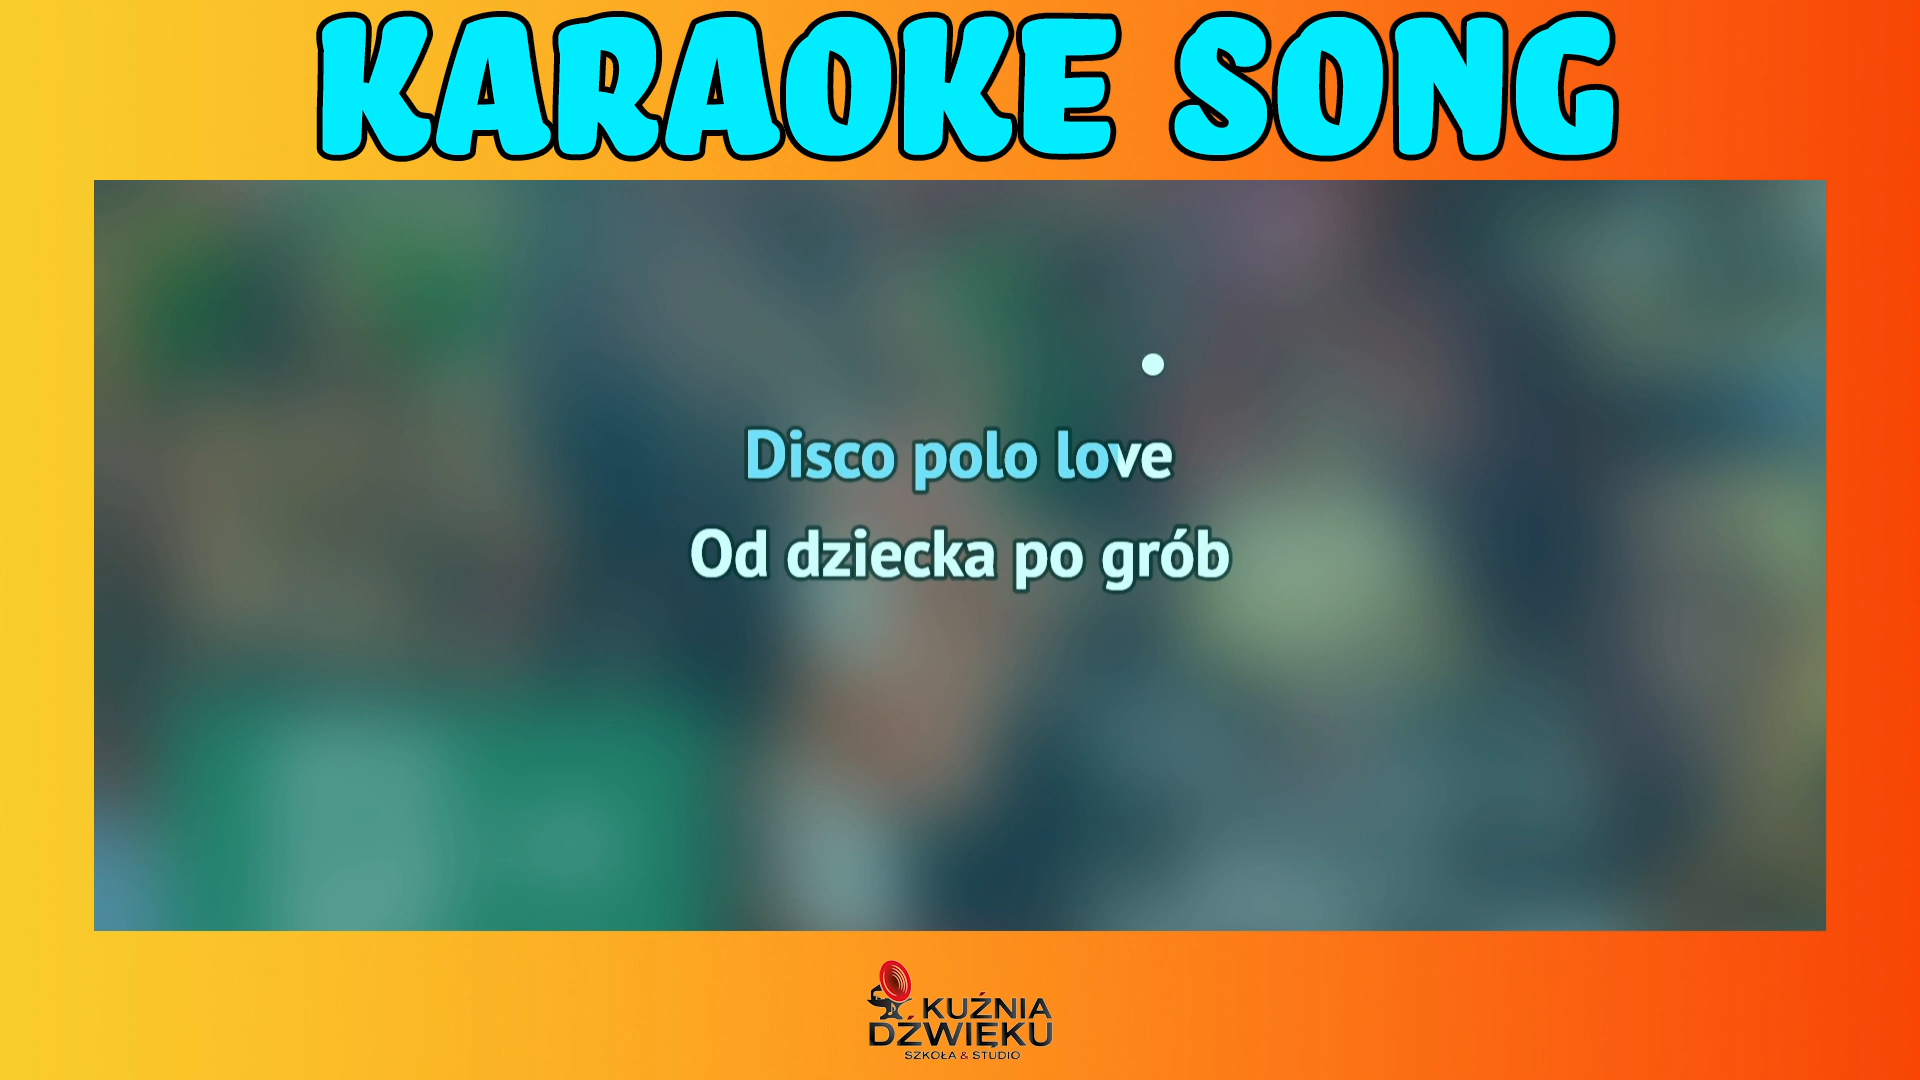 KARAOKE SONG
Disco polo love
Od dziecka po grób
KUŹNIA
DŹWIĘKU
SZKOŁA & STUDIO